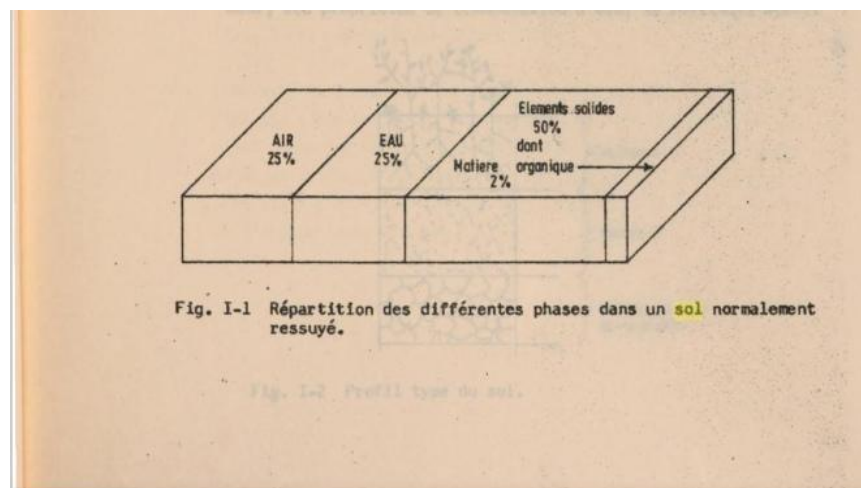 AIR
25%
EAU
25%
Elements solides
50%
dont
Matiere organique
2%
Fig. I-1 Répartition des différentes phases dans un sol normalement
ressuyé.
Fig. I-2 Profil type du sol.